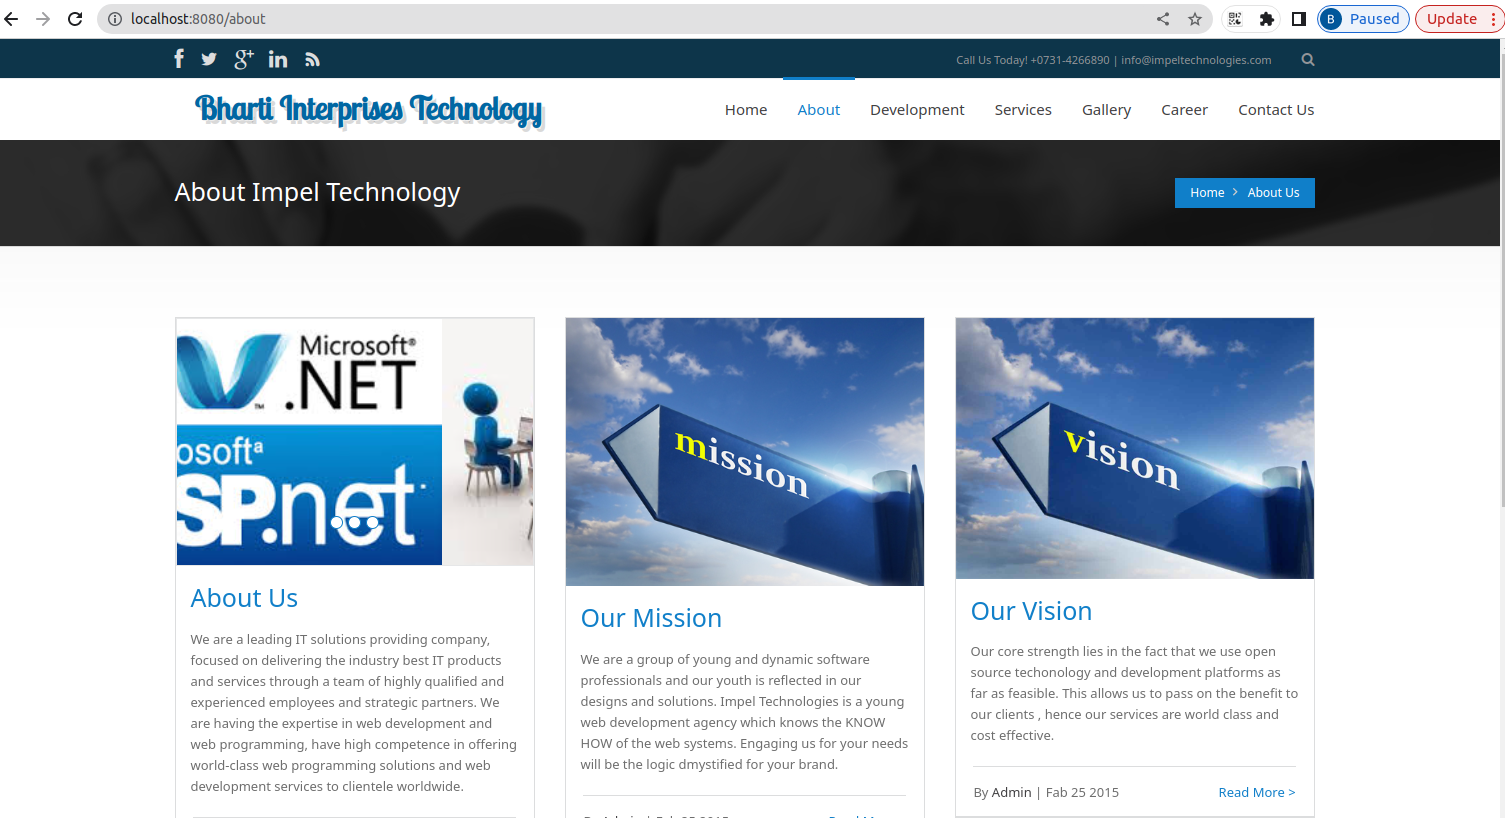 localhost:8080/about
B Paused
Update
Call Us Today! +0731-4266890 | info@impeltechnologies.com
Bharti Interprises Technology
Home About Development Services Gallery Career Contact Us
About Impel Technology
Home > About Us
Microsoft®
.NET
™
osoftª
SP.net
mission
vision
About Us
We are a leading IT solutions providing company,
focused on delivering the industry best IT products
and services through a team of highly qualified and
experienced employees and strategic partners. We
are having the expertise in web development and
web programming, have high competence in offering
world-class web programming solutions and web
development services to clientele worldwide.
Our Mission
We are a group of young and dynamic software
professionals and our youth is reflected in our
designs and solutions. Impel Technologies is a young
web development agency which knows the KNOW
HOW of the web systems. Engaging us for your needs
will be the logic dmystified for your brand.
Our Vision
Our core strength lies in the fact that we use open
source techonology and development platforms as
far as feasible. This allows us to pass on the benefit to
our clients , hence our services are world class and
cost effective.
By Admin | Fab 25 2015
Read More >